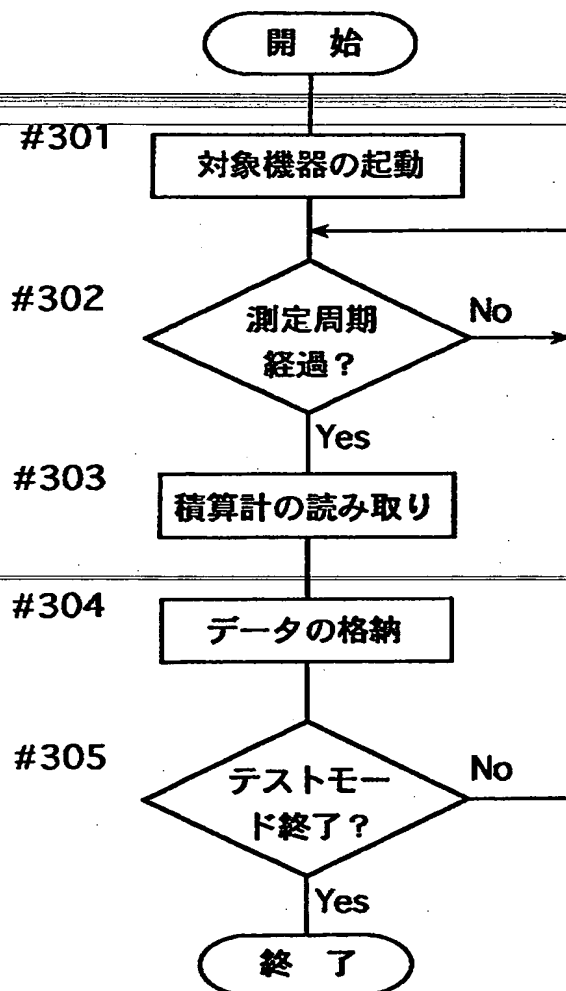 開 始
#301
対象機器の起動
#302
測定周期
経過？
No
Yes
#303
積算計の読み取り
#304
データの格納
#305
テストモー
ド終了？
No
Yes
終 了